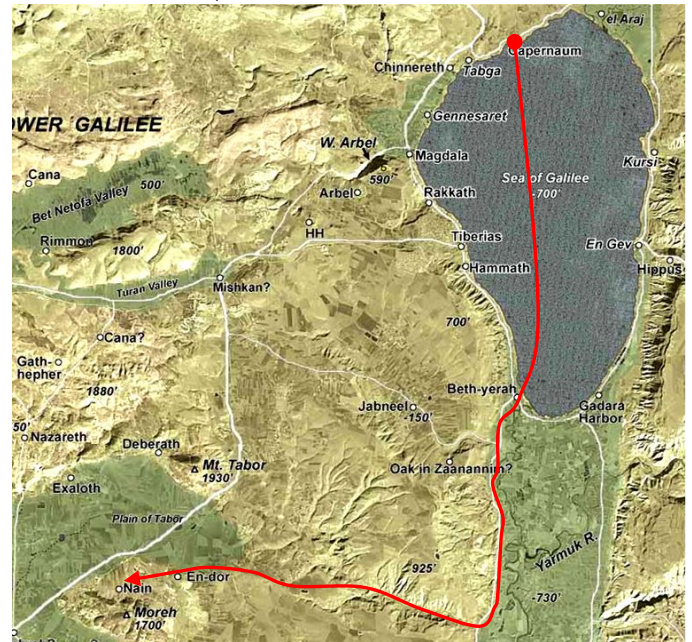 el Araj
Capernaum
Tabga
Chinnereth
Gennesaret
OWER GALILEE
W. Arbel
Magdala
Kursi
Cana
500'
590'
Sea of Galilee
-700'
Bet Netofa Valley
Arbel
Rakkath
HH
Tiberias
En Gev
Rimmon
1800'
Hammath
Hippus
Turan Valley
Mishkan?
700'
Cana?
Gath-
hepher
1880'
Beth-yerah
Gadara
Harbor
Jabneel
-150'
50'
Nazareth
Deberath
Mt. Tabor
1930'
Oak in Zaanannim?
Exaloth
Plain of Tabor
Yarmuk R.
925'
En-dor
Nain
-730'
Moreh
1700'